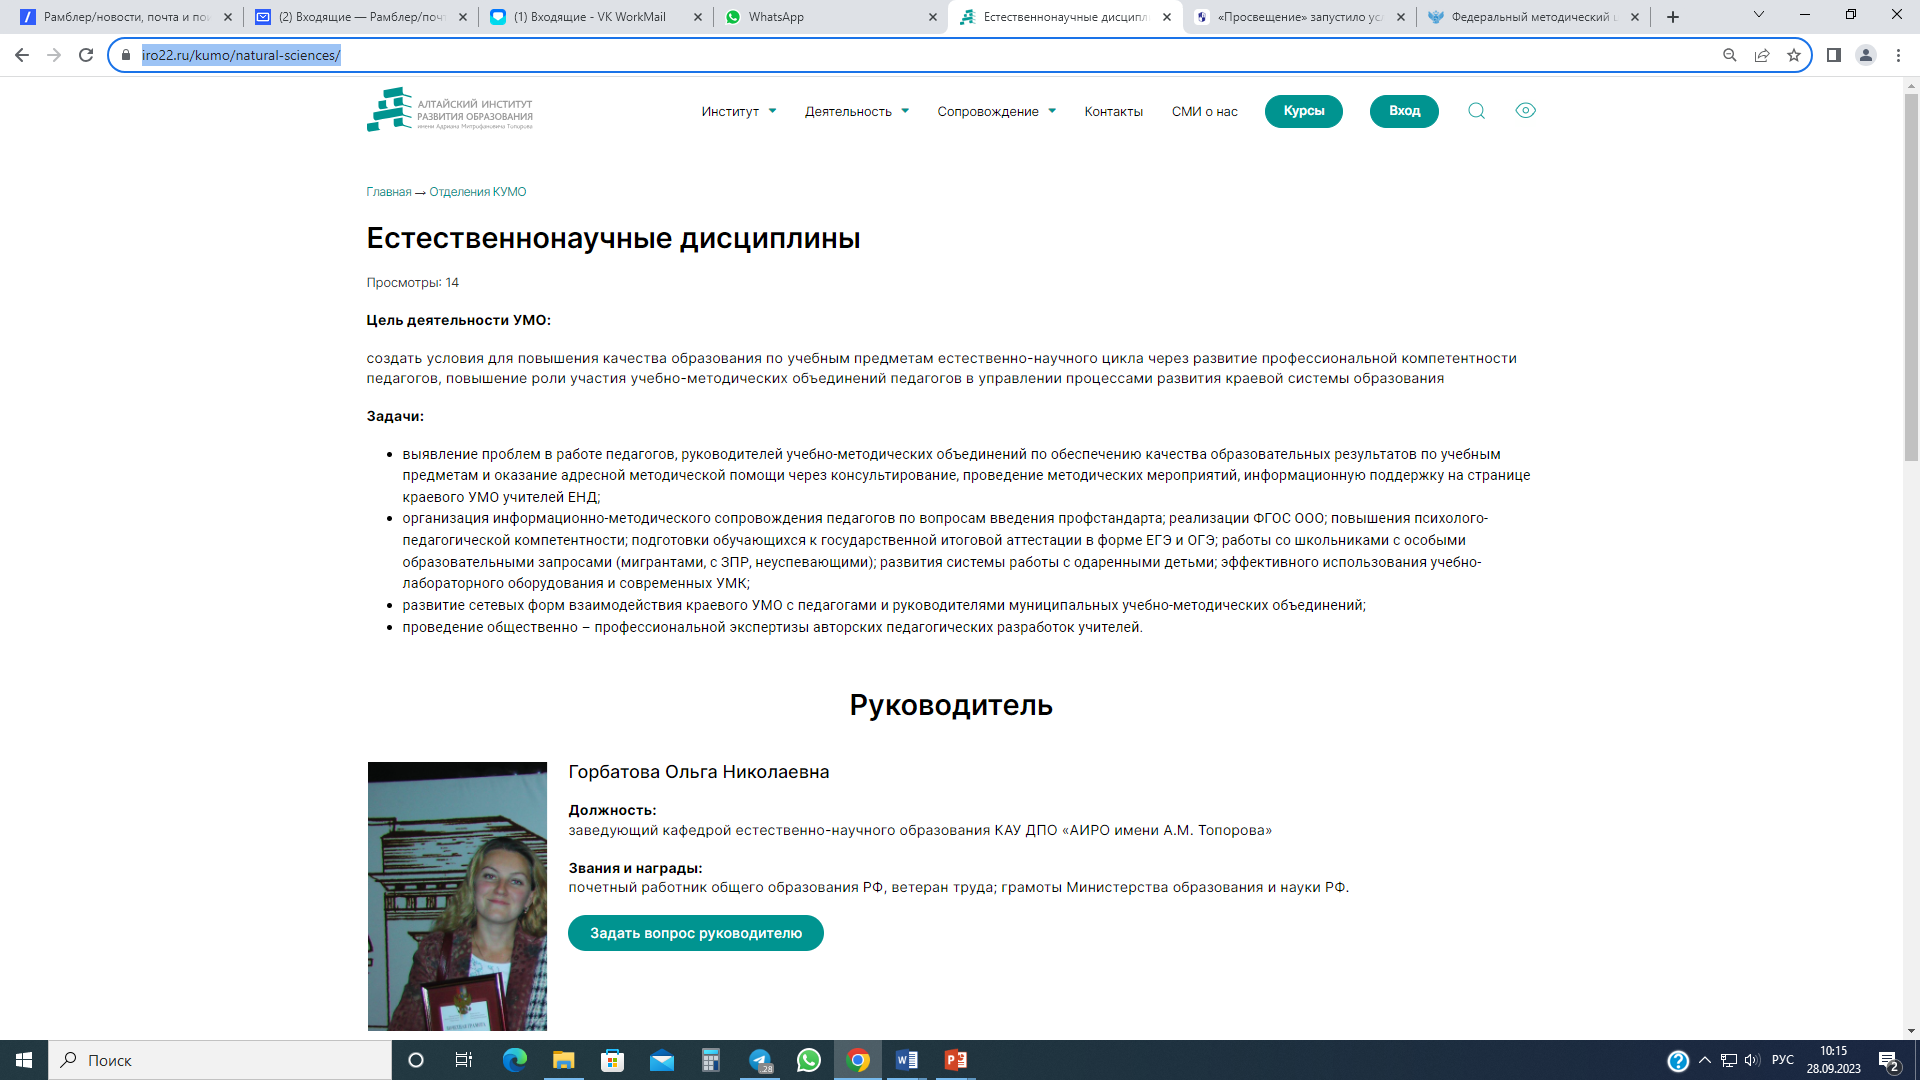 Рамблер/новости, почта и пои
(2) Входящие — Рамблер/почт
(1) Входящие - VK WorkMail
WhatsApp
Естественнонаучные дисципли
«Просвещение» запустило усл
Федеральный методический ц
iro22.ru/kumo/natural-sciences/
АЛТАЙСКИЙ ИНСТИТУТ
РАЗВИТИЯ ОБРАЗОВАНИЯ
имени Адриана Митрофановича Топорова
Институт
Деятельность
Сопровождение
Контакты
СМИ о нас
Курсы
Вход
Главная → Отделения КУМО
Естественнонаучные дисциплины
Просмотры: 14
Цель деятельности УМО:
создать условия для повышения качества образования по учебным предметам естественно-научного цикла через развитие профессиональной компетентности
педагогов, повышение роли участия учебно-методических объединений педагогов в управлении процессами развития краевой системы образования
Задачи:
• выявление проблем в работе педагогов, руководителей учебно-методических объединений по обеспечению качества образовательных результатов по учебным
предметам и оказание адресной методической помощи через консультирование, проведение методических мероприятий, информационную поддержку на странице
краевого УМО учителей ЕНД;
• организация информационно-методического сопровождения педагогов по вопросам введения профстандарта; реализации ФГОС ООО; повышения психолого-
педагогической компетентности; подготовки обучающихся к государственной итоговой аттестации в форме ЕГЭ и ОГЭ; работы со школьниками с особыми
образовательными запросами (мигрантами, с ЗПР, неуспевающими); развития системы работы с одаренными детьми; эффективного использования учебно-
лабораторного оборудования и современных УМК;
• развитие сетевых форм взаимодействия краевого УМО с педагогами и руководителями муниципальных учебно-методических объединений;
• проведение общественно – профессиональной экспертизы авторских педагогических разработок учителей.
Руководитель
Горбатова Ольга Николаевна
Должность:
заведующий кафедрой естественно-научного образования КАУ ДПО «АИРО имени А.М. Топорова»
Звания и награды:
почетный работник общего образования РФ, ветеран труда; грамоты Министерства образования и науки РФ.
Задать вопрос руководителю
Поиск
28
РУС
10:15
28.09.2023
2